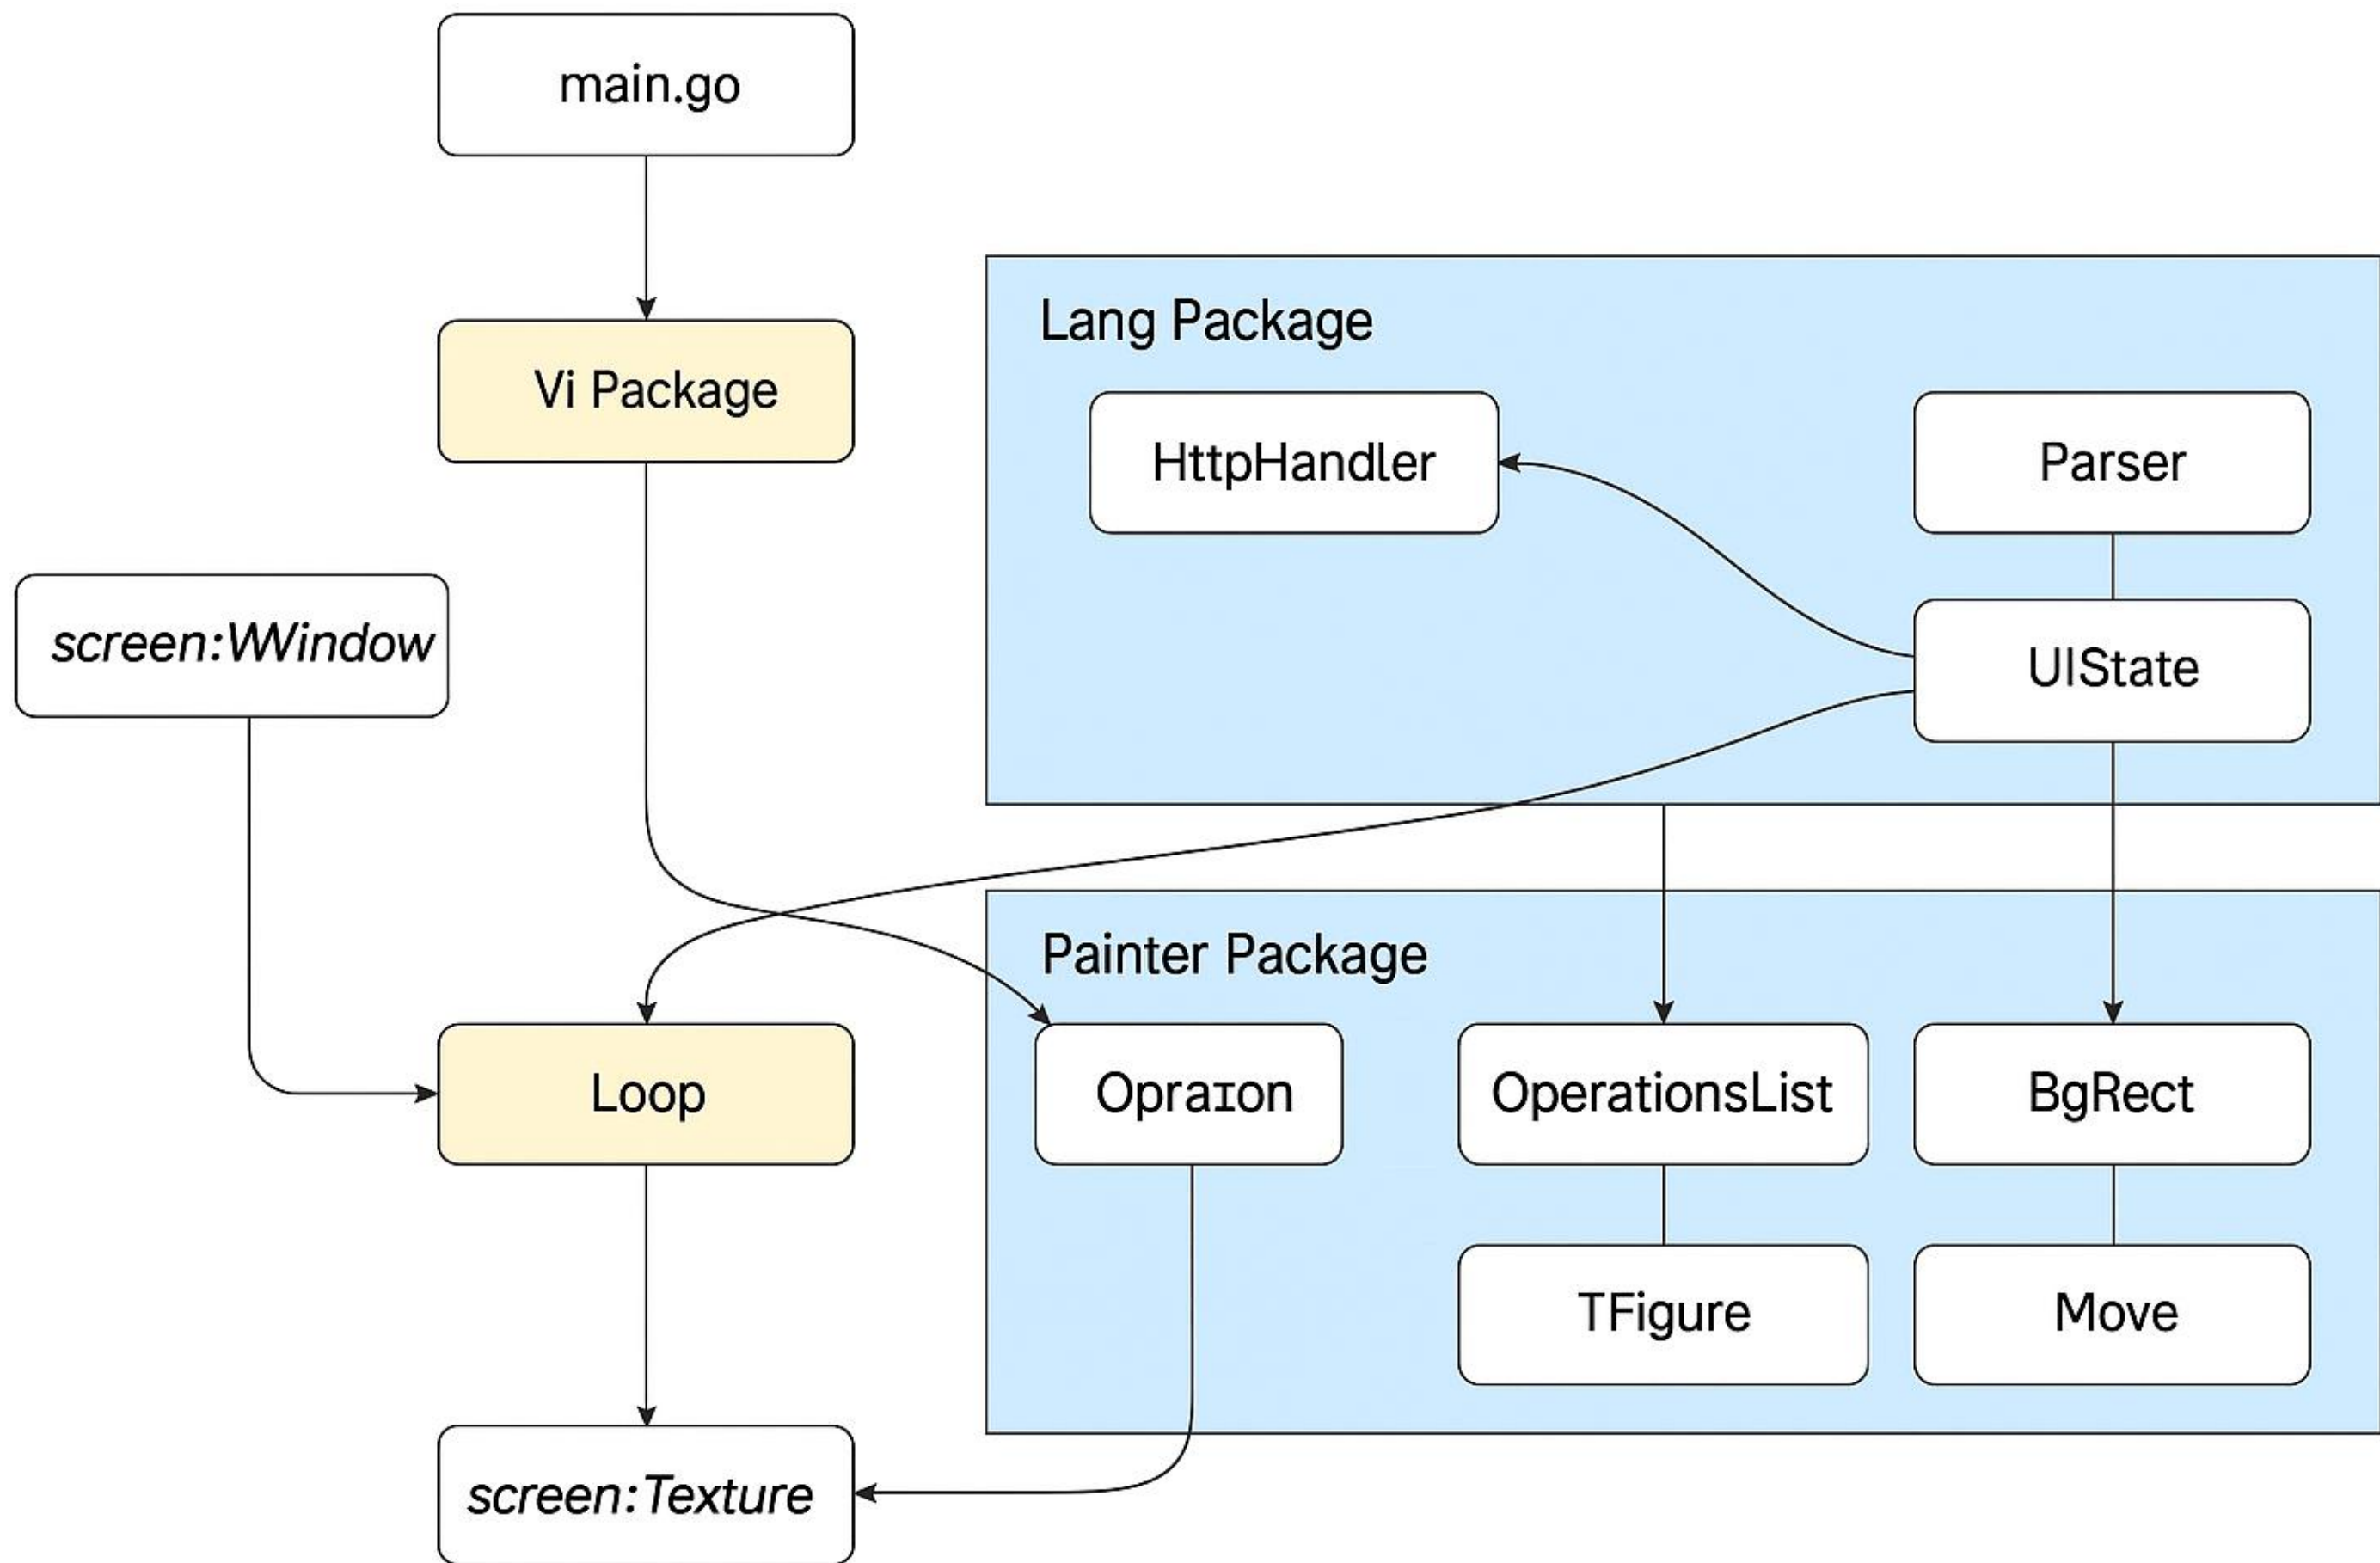 main.go
Vi Package
Lang Package
HttpHandler
Parser
screen:WWindow
UIState
Painter Package
Loop
Opraɪon
OperationsList
BgRect
TFigure
Move
screen:Texture